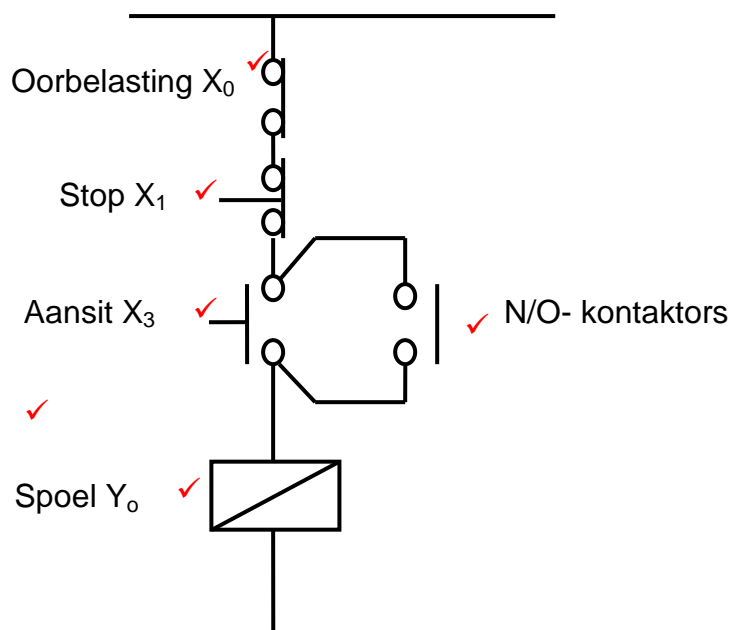 Oorbelasting X₀
Stop X₁
Aansit X₃
N/O- kontaktors
Spoel Yₒ